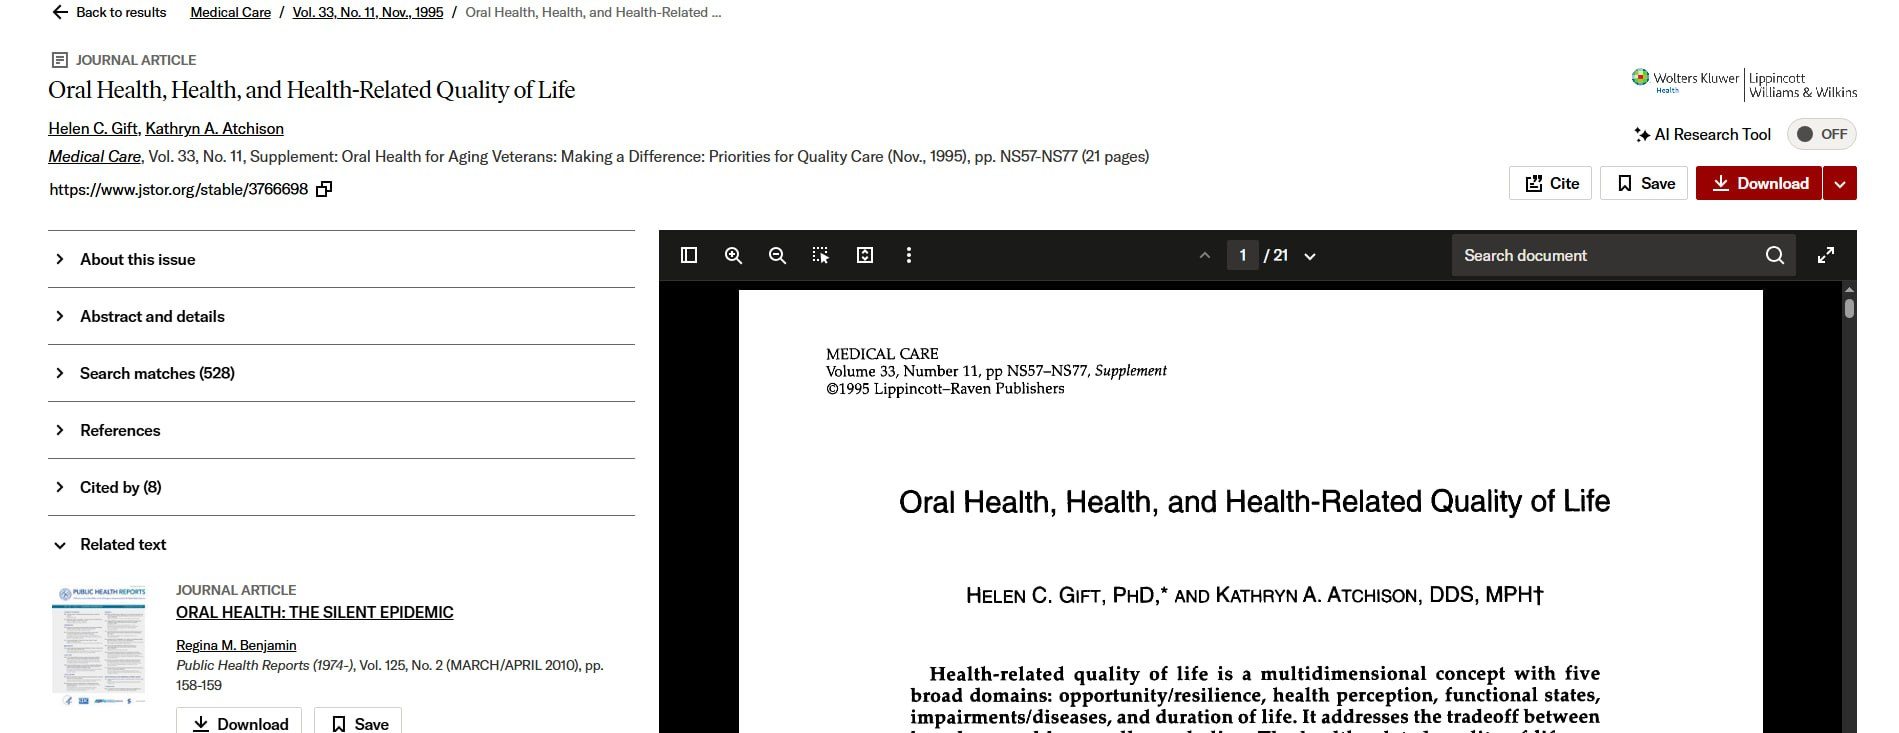 Back to results Medical Care / Vol. 33, No. 11, Nov., 1995 / Oral Health, Health, and Health-Related ...
JOURNAL ARTICLE
Oral Health, Health, and Health-Related Quality of Life
Helen C. Gift, Kathryn A. Atchison
Medical Care, Vol. 33, No. 11, Supplement: Oral Health for Aging Veterans: Making a Difference: Priorities for Quality Care (Nov., 1995), pp. NS57-NS77 (21 pages)
https://www.jstor.org/stable/3766698
Wolters Kluwer
Health
Lippincott
Williams & Wilkins
AI Research Tool OFF
Cite Save Download
About this issue
Abstract and details
Search matches (528)
References
Cited by (8)
Related text
PUBLIC HEALTH REPORTS
JOURNAL ARTICLE
ORAL HEALTH: THE SILENT EPIDEMIC
Regina M. Benjamin
Public Health Reports (1974-), Vol. 125, No. 2 (MARCH/APRIL 2010), pp.
158-159
Download Save
1 / 21 Search document
MEDICAL CARE
Volume 33, Number 11, pp NS57–NS77, Supplement
©1995 Lippincott–Raven Publishers
Oral Health, Health, and Health-Related Quality of Life
HELEN C. GIFT, PHD,* AND KATHRYN A. ATCHISON, DDS, MPH†
Health-related quality of life is a multidimensional concept with five
broad domains: opportunity/resilience, health perception, functional states,
impairments/diseases, and duration of life. It addresses the tradeoff between